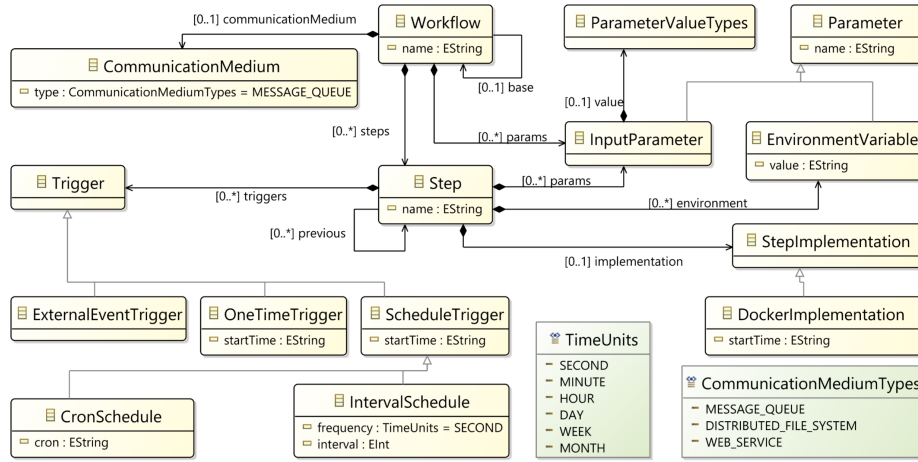 [0..1] communicationMedium
Workflow
name : EString
ParameterValueTypes
Parameter
name : EString
CommunicationMedium
type : CommunicationMediumTypes = MESSAGE_QUEUE
[0..1] base
[0..1] value
[0..*] steps
[0..*] params
InputParameter
EnvironmentVariable
value : EString
Trigger
[0..*] triggers
Step
name : EString
[0..*] params
[0..*] environment
[0..*] previous
[0..1] implementation
StepImplementation
ExternalEventTrigger
OneTimeTrigger
startTime : EString
ScheduleTrigger
startTime : EString
DockerImplementation
startTime : EString
TimeUnits
SECOND
MINUTE
HOUR
DAY
WEEK
MONTH
CommunicationMediumTypes
MESSAGE_QUEUE
DISTRIBUTED_FILE_SYSTEM
WEB_SERVICE
CronSchedule
cron : EString
IntervalSchedule
frequency : TimeUnits = SECOND
interval : EInt